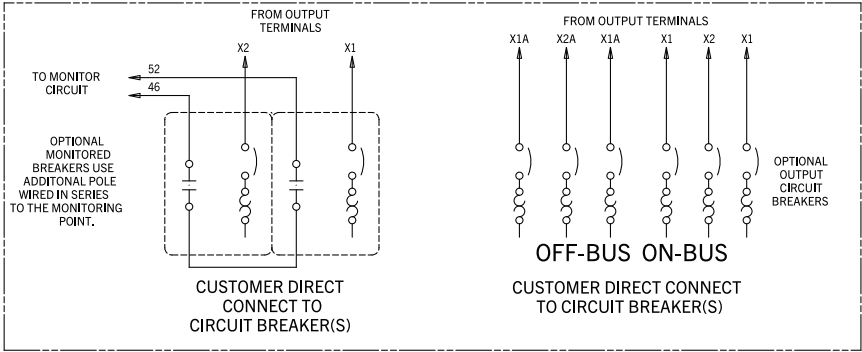 FROM OUTPUT
TERMINALS
X2
X1
TO MONITOR
CIRCUIT
52
46
OPTIONAL
MONITORED
BREAKERS USE
ADDITONAL POLE
WIRED IN SERIES
TO THE MONITORING
POINT.
CUSTOMER DIRECT
CONNECT TO
CIRCUIT BREAKER(S)
FROM OUTPUT TERMINALS
X1A
X2A
X1A
X1
X2
X1
OPTIONAL
OUTPUT
CIRCUIT
BREAKERS
OFF-BUS ON-BUS
CUSTOMER DIRECT CONNECT
TO CIRCUIT BREAKER(S)